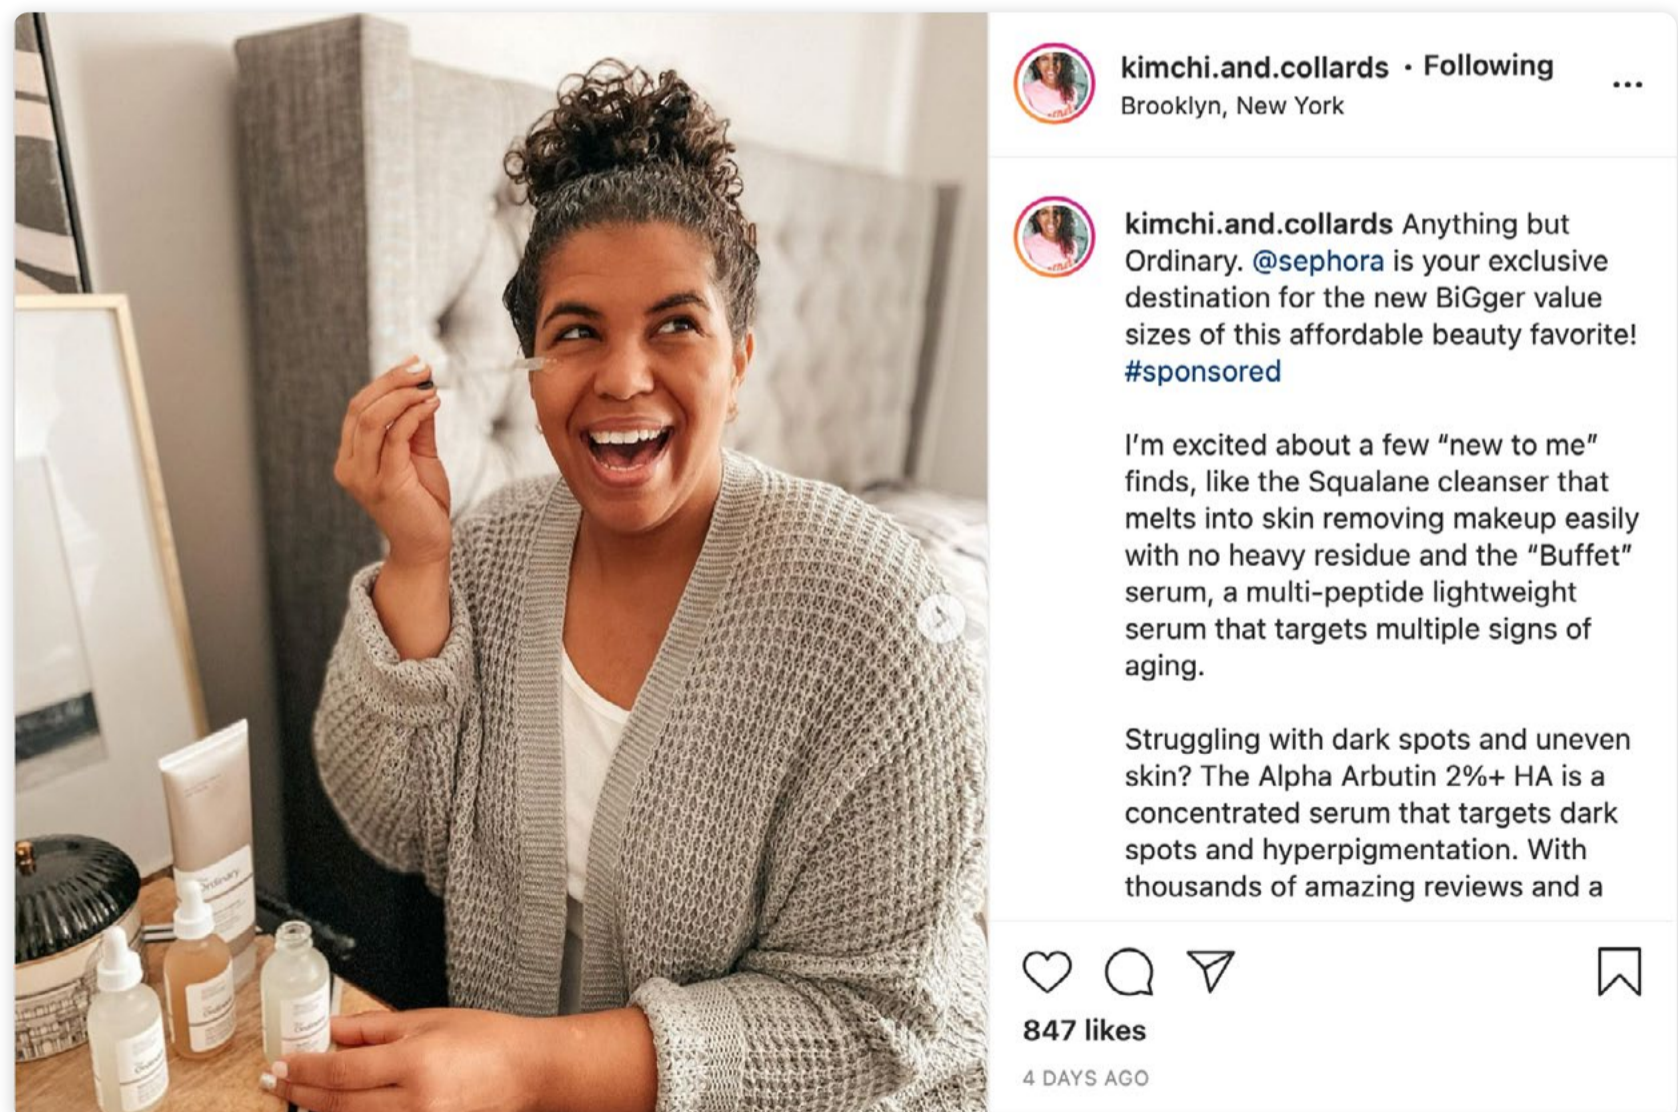 kimchi.and.collards • Following
Brooklyn, New York
kimchi.and.collards Anything but
Ordinary. @sephora is your exclusive
destination for the new BiGger value
sizes of this affordable beauty favorite!
#sponsored
I'm excited about a few “new to me”
finds, like the Squalane cleanser that
melts into skin removing makeup easily
with no heavy residue and the “Buffet”
serum, a multi-peptide lightweight
serum that targets multiple signs of
aging.
Struggling with dark spots and uneven
skin? The Alpha Arbutin 2%+ HA is a
concentrated serum that targets dark
spots and hyperpigmentation. With
thousands of amazing reviews and a
847 likes
4 DAYS AGO
Ordinary.
Ordinary.
Ordinary.
Ordinary.